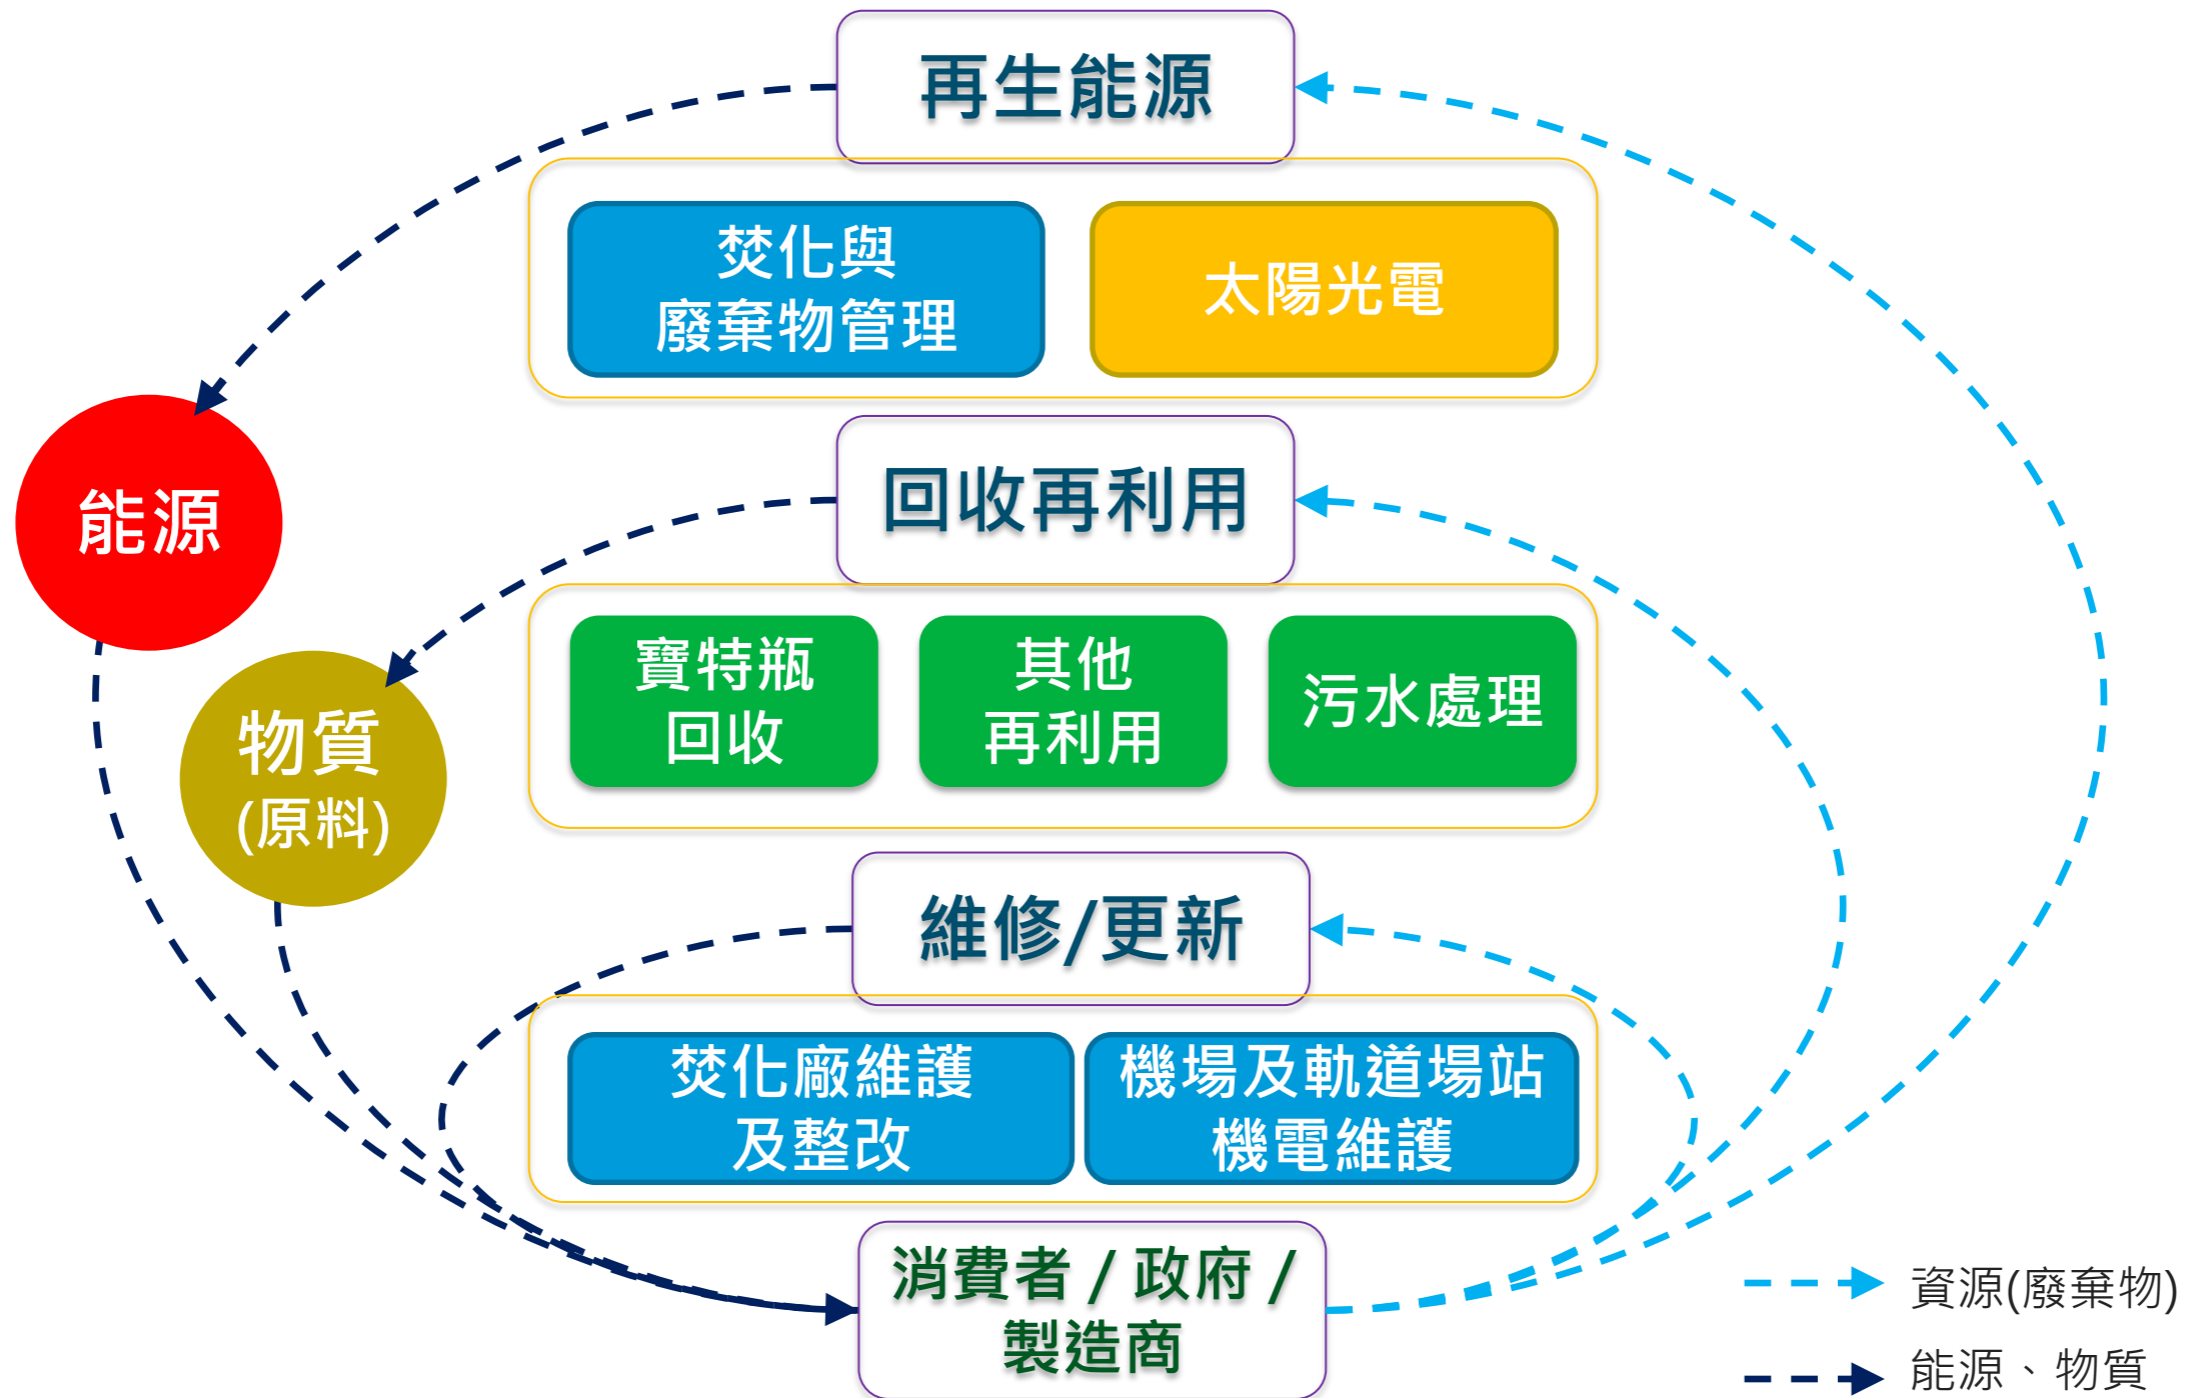 再生能源
焚化與
廢棄物管理
太陽光電
能源
回收再利用
寶特瓶
回收
其他
再利用
污水處理
物質
(原料)
維修/更新
焚化廠維護
及整改
機場及軌道場站
機電維護
消費者 / 政府 /
製造商
資源(廢棄物)
能源、物質